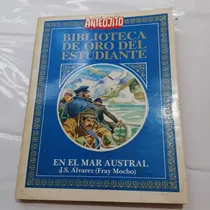 ANTEOJITO
BIBLIOTECA
DE ORO DEL
ESTUDIANTE
EN EL MAR AUSTRAL
J.S. Alvarez (Fray Mocho)